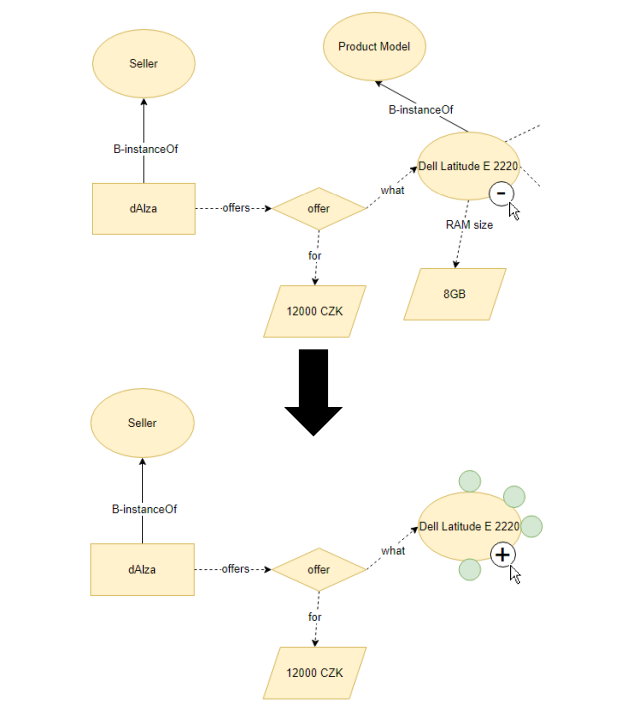 Product Model
Seller
B-instanceOf
B-instanceOf
Dell Latitude E 2220
what
-
dAlza
offers
offer
RAM size
for
8GB
12000 CZK
Seller
B-instanceOf
Dell Latitude E 2220
what
+
dAlza
offers
offer
for
12000 CZK